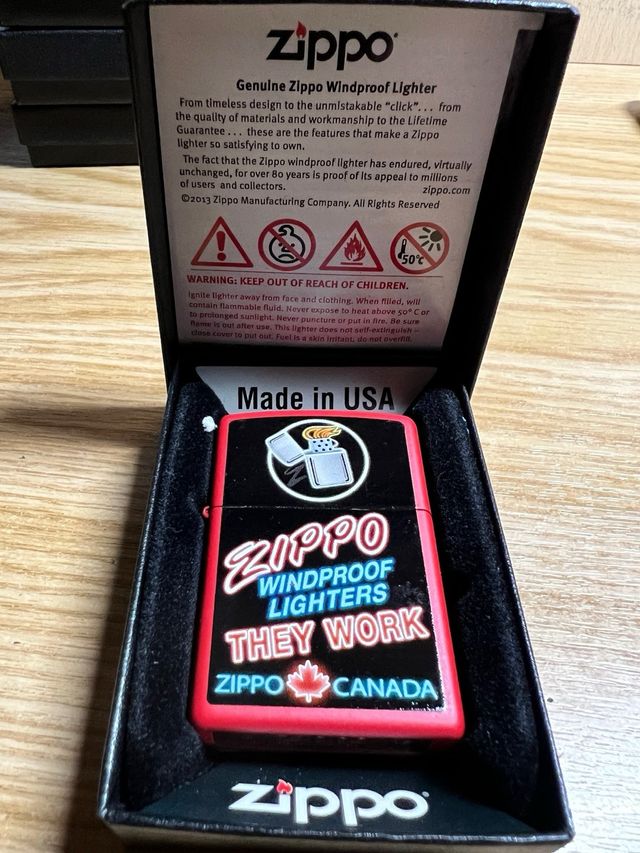 zippo
Genuine Zippo Windproof Lighter
From timeless design to the unmistakable "click"... from
the quality of materials and workmanship to the Lifetime
Guarantee... these are the features that make a Zippo
lighter so satisfying to own.
The fact that the Zippo windproof lighter has endured, virtually
unchanged, for over 80 years is proof of its appeal to millions
of users and collectors.
zippo.com
©2013 Zippo Manufacturing Company. All Rights Reserved
50°C
WARNING: KEEP OUT OF REACH OF CHILDREN.
Ignite lighter away from face and clothing. When filled, will
contain flammable fluid. Never expose to heat above 50° C or
to prolonged sunlight. Never puncture or put in fire. Be sure
flame is out after use. This lighter does not self-extinguish –
close cover to put out. Fuel is a skin irritant, do not overfill.
Made in USA
Z
ZIPPO
WINDPROOF
LIGHTERS
THEY WORK
ZIPPO CANADA
zippo